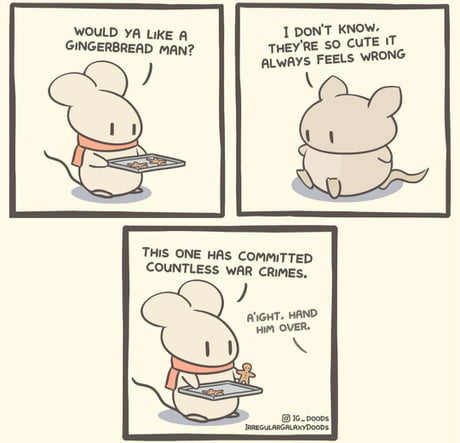 WOULD YA LIKE A
GINGERBREAD MAN?
I DON'T KNOW.
THEY'RE SO CUTE IT
ALWAYS FEELS WRONG
THIS ONE HAS COMMITTED
COUNTLESS WAR CRIMES.
A'IGHT, HAND
HIM OVER.
IG_DOODS
IRREGULARGALAXYDOODS